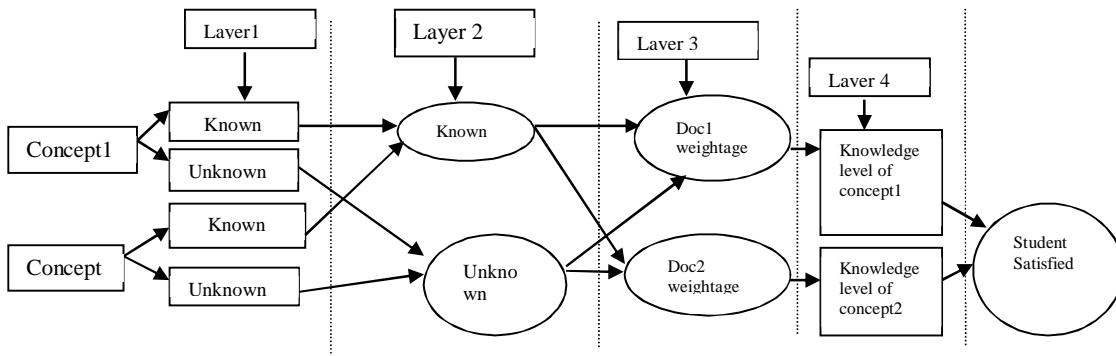 Layer1
Layer 2
Laver 3
Laver 4
Concept1
Known
Unknown
Concept
Known
Unknown
Known
Unkno
wn
Doc1
weightage
Doc2
weightage
Knowledge
level of
concept1
Knowledge
level of
concept2
Student
Satisfied